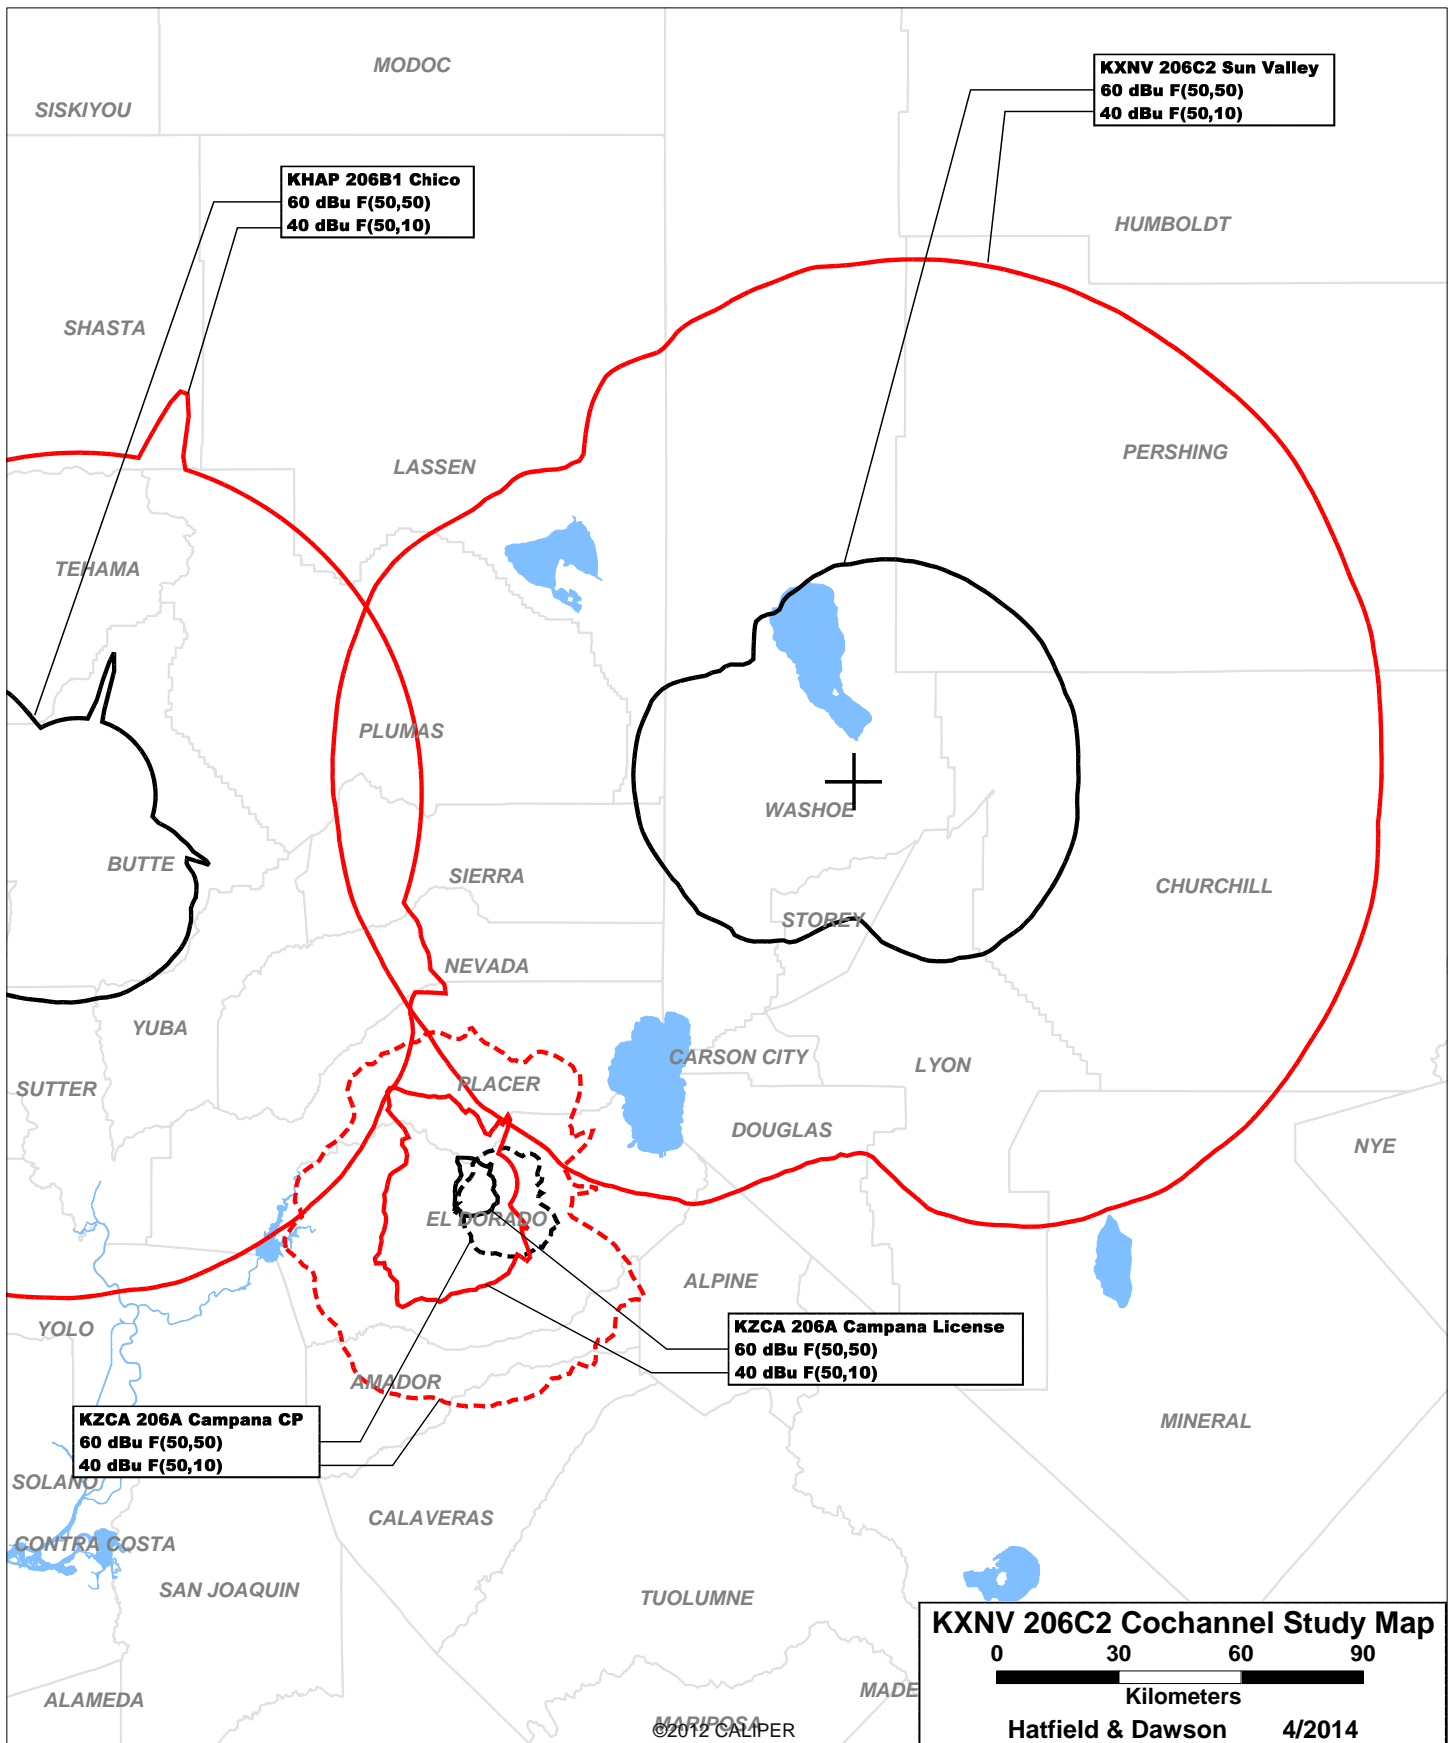 MODOC
SISKIYOU
KXNV 206C2 Sun Valley
60 dBu F(50,50)
40 dBu F(50,10)
KHAP 206B1 Chico
60 dBu F(50,50)
40 dBu F(50,10)
HUMBOLDT
SHASTA
PERSHING
LASSEN
TEHAMA
PLUMAS
WASHOE
BUTTE
SIERRA
CHURCHILL
STOREY
NEVADA
YUBA
CARSON CITY
LYON
SUTTER
PLACER
DOUGLAS
NYE
EL DORADO
ALPINE
YOLO
KZCA 206A Campana License
60 dBu F(50,50)
40 dBu F(50,10)
AMADOR
KZCA 206A Campana CP
60 dBu F(50,50)
40 dBu F(50,10)
MINERAL
SOLANO
CALAVERAS
CONTRA COSTA
SAN JOAQUIN
TUOLUMNE
KXNV 206C2 Cochannel Study Map
0 30 60 90
Kilometers
Hatfield & Dawson 4/2014
MADE
ALAMEDA
MARIPOSA
©2012 CALIPER